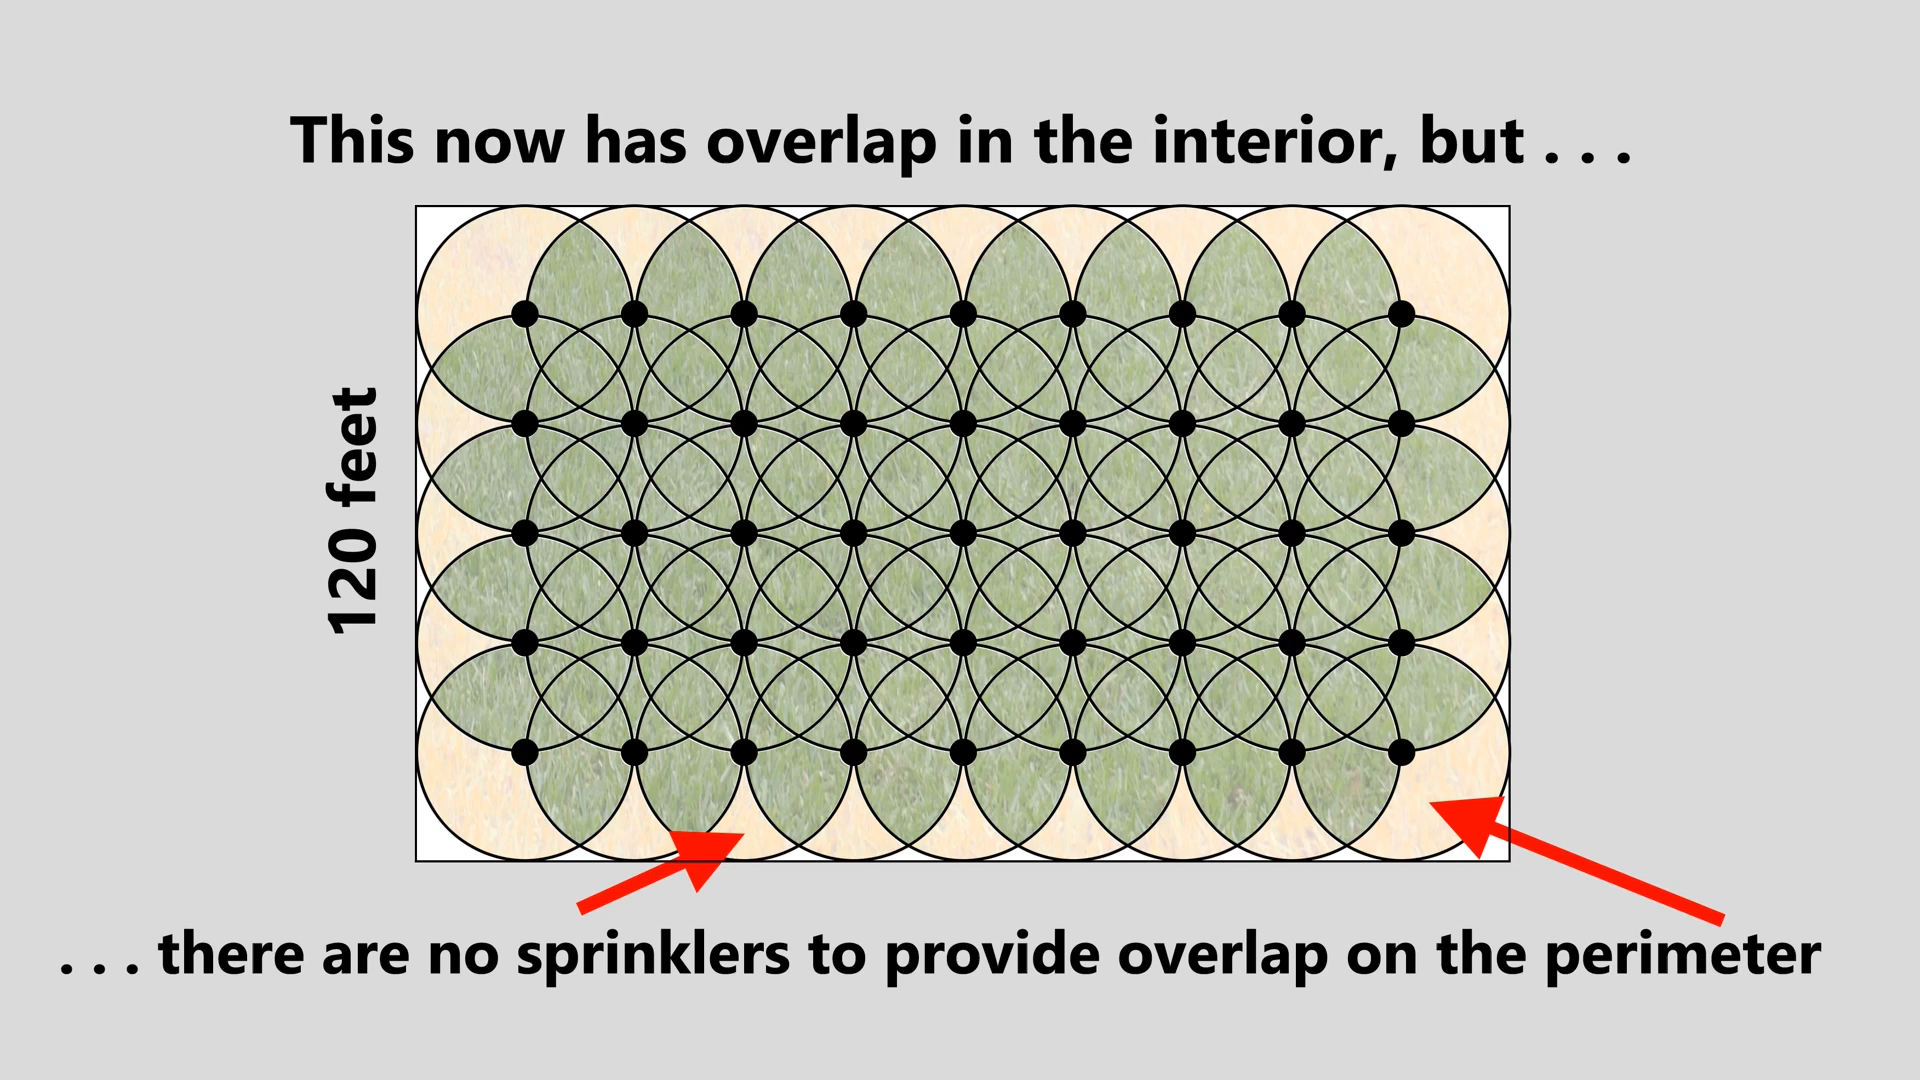 This now has overlap in the interior, but . . .
120 feet
. . . there are no sprinklers to provide overlap on the perimeter